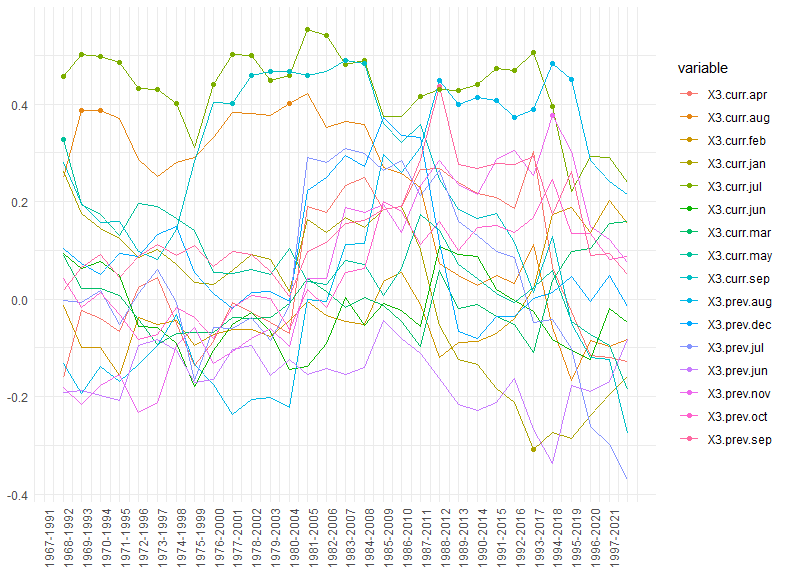 0.4
0.2
0.0
-0.2
-0.4
1967-1991
1968-1992
1969-1993
1970-1994
1971-1995
1972-1996
1973-1997
1974-1998
1975-1999
1976-2000
1977-2001
1978-2002
1979-2003
1980-2004
1981-2005
1982-2006
1983-2007
1984-2008
1985-2009
1986-2010
1987-2011
1988-2012
1989-2013
1990-2014
1991-2015
1992-2016
1993-2017
1994-2018
1995-2019
1996-2020
1997-2021
variable
X3.curr.apr
X3.curr.aug
X3.curr.feb
X3.curr.jan
X3.curr.jul
X3.curr.jun
X3.curr.mar
X3.curr.may
X3.curr.sep
X3.prev.aug
X3.prev.dec
X3.prev.jul
X3.prev.jun
X3.prev.nov
X3.prev.oct
X3.prev.sep